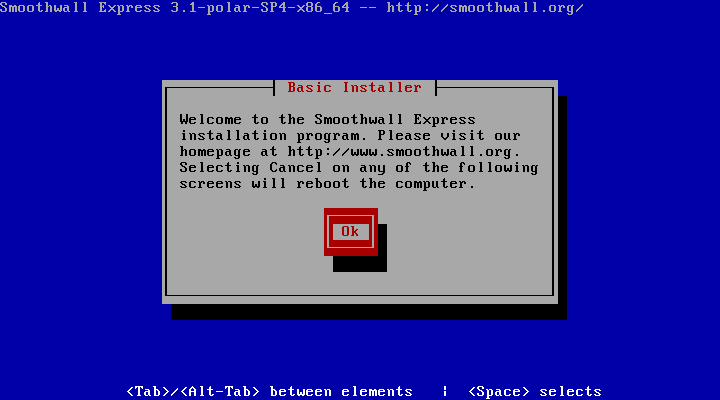 Smoothwall Express 3.1-polar-SP4-x86_64 -- http://smoothwall.org/
Basic Installer
Welcome to the Smoothwall Express
installation program. Please visit our
homepage at http://www.smoothwall.org.
Selecting Cancel on any of the following
screens will reboot the computer.
Ok
<Tab>/<Alt-Tab> between elements | <Space> selects